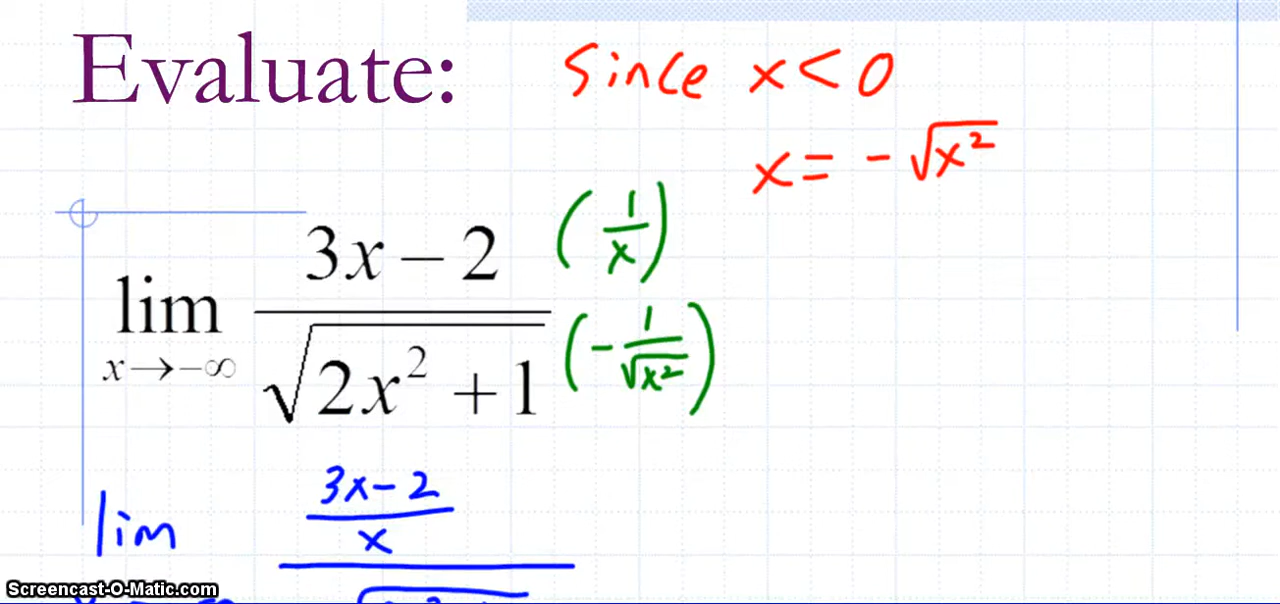 Evaluate:
Since x < 0
x = - √x²
lim x→-∞ (3x - 2)/√(2x² + 1)
(1/x)
(- 1/√x²)
lim (3x - 2)/x
Screencast-O-Matic.com